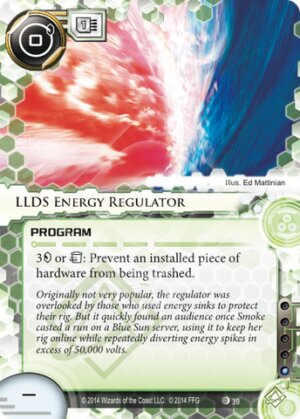 0
1
Illus. Ed Mattinian
LLDS Energy Regulator
PROGRAM
3 or : Prevent an installed piece of
hardware from being trashed.
Originally not very popular, the regulator was
overlooked by those who used energy sinks to protect
their rig. But it quickly found an audience once Smoke
casted a run on a Blue Sun server, using it to keep her
rig online while repeatedly diverting energy spikes in
excess of 50,000 volts.
–
© 2014 Wizards of the Coast LLC. © 2014 FFG
39